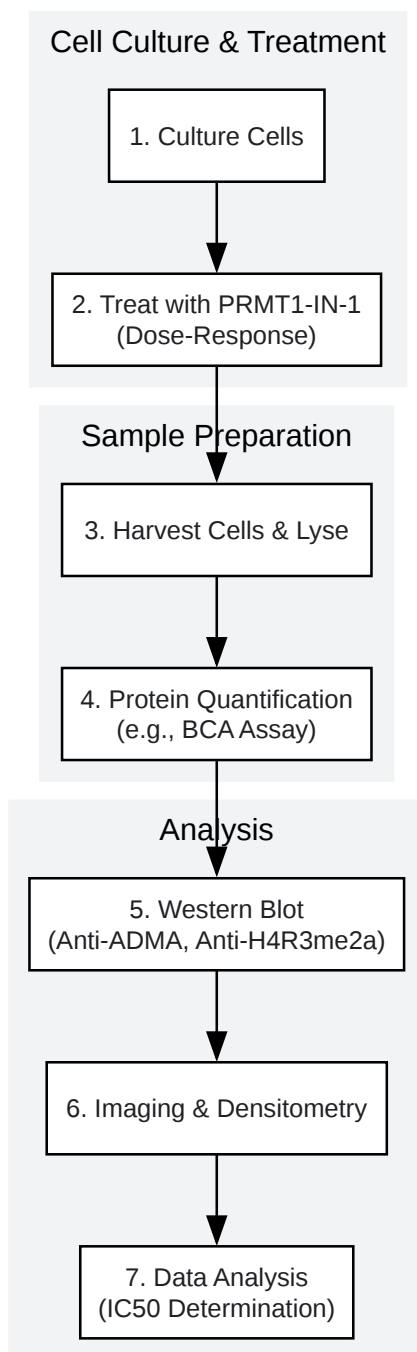 Cell Culture & Treatment
1. Culture Cells
2. Treat with PRMT1-IN-1
(Dose-Response)
Sample Preparation
3. Harvest Cells & Lyse
4. Protein Quantification
(e.g., BCA Assay)
Analysis
5. Western Blot
(Anti-ADMA, Anti-H4R3me2a)
6. Imaging & Densitometry
7. Data Analysis
(IC50 Determination)